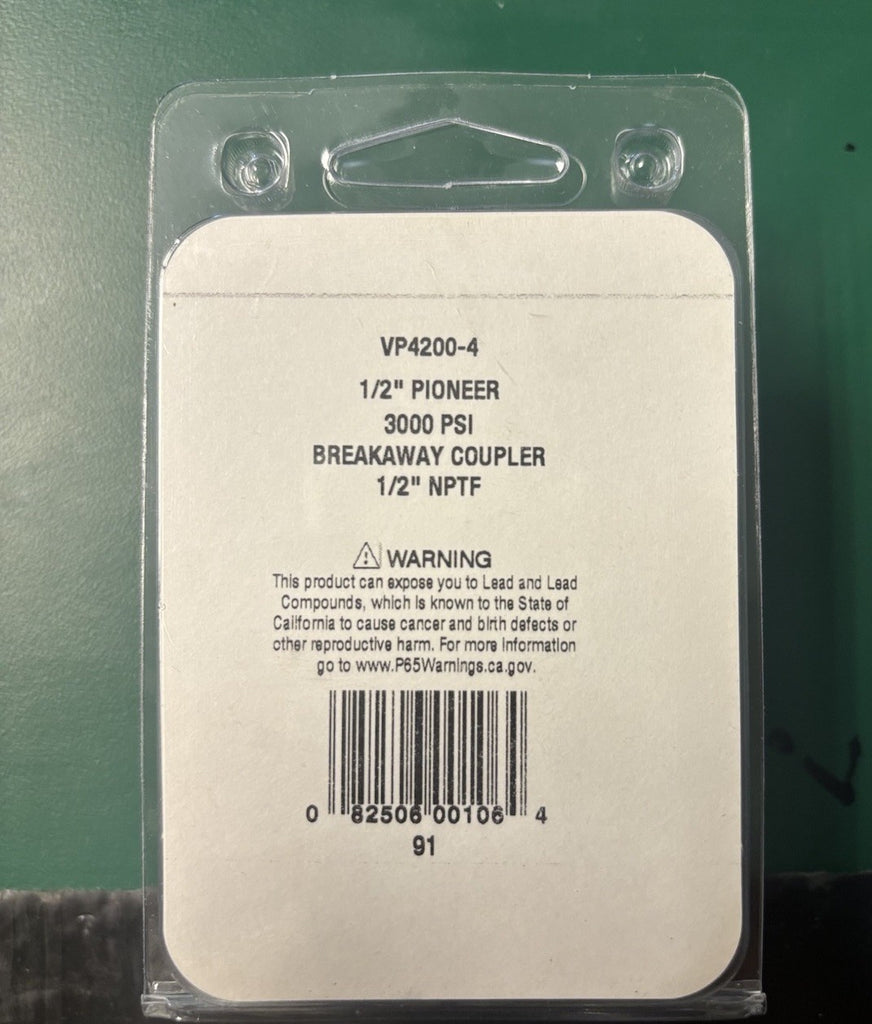 VP4200-4
1/2" PIONEER
3000 PSI
BREAKAWAY COUPLER
1/2" NPTF
⚠ WARNING
This product can expose you to Lead and Lead
Compounds, which is known to the State of
California to cause cancer and birth defects or
other reproductive harm. For more information
go to www.P65Warnings.ca.gov.
0 82506 00106 4
91